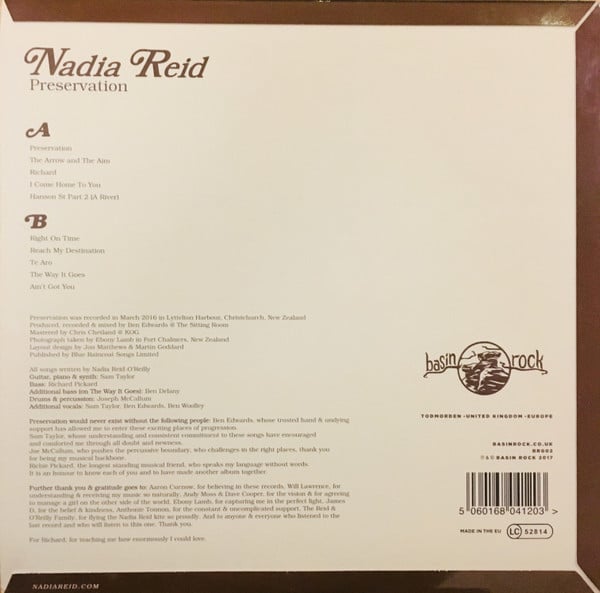 Nadia Reid
Preservation
A
Preservation
The Arrow and The Aim
Richard
I Come Home To You
Hanson St Part 2 (A River)
B
Right On Time
Reach My Destination
Te Aro
The Way It Goes
Ain't Got You
Preservation was recorded in March 2016 in Lyttelton Harbour, Christchurch, New Zealand
Produced, recorded & mixed by Ben Edwards @ The Sitting Room
Mastered by Chris Chetland @ KOG
Photograph taken by Ebony Lamb in Port Chalmers, New Zealand
Layout design by Jon Matthews & Martin Goddard
Published by Blue Raincoat Songs Limited
All songs written by Nadia Reid O'Reilly
Guitar, piano & synth: Sam Taylor
Bass: Richard Pickard
Additional bass (on The Way It Goes): Ben Delany
Drums & percussion: Joseph McCallum
Additional vocals: Sam Taylor, Ben Edwards, Ben Woolley
Preservation would never exist without the following people: Ben Edwards, whose trusted hand & undying
support has allowed me to enter these exciting places of progression.
Sam Taylor, whose understanding and consistent commitment to these songs have encouraged
and comforted me through all doubt and newness.
Joe McCallum, who pushes the percussive boundary, who challenges in the right places, thank you
for being my musical backbone.
Richie Pickard, the longest standing musical friend, who speaks my language without words.
It is an honour to know each of you and to have made another album together.
Further thank you & gratitude goes to: Aaron Curnow, for believing in these records, Will Lawrence, for
understanding & receiving my music so naturally, Andy Moss & Dave Cooper, for the vision & for agreeing
to manage a girl on the other side of the world, Ebony Lamb, for capturing me in the perfect light, James
D, for the belief & kindness, Anthonie Tonnon, for the constant & uncomplicated support, The Reid &
O'Reilly Family, for flying the Nadia Reid kite so proudly. And to anyone & everyone who listened to the
last record and who will listen to this one. Thank you.
For Richard, for teaching me how enormously I could love.
basin rock
TODMORDEN · UNITED KINGDOM · EUROPE
BASINROCK.CO.UK
BR002
℗ & © BASIN ROCK 2017
5 060168 041203 >
MADE IN THE EU
LC 52814
NADIAREID.COM